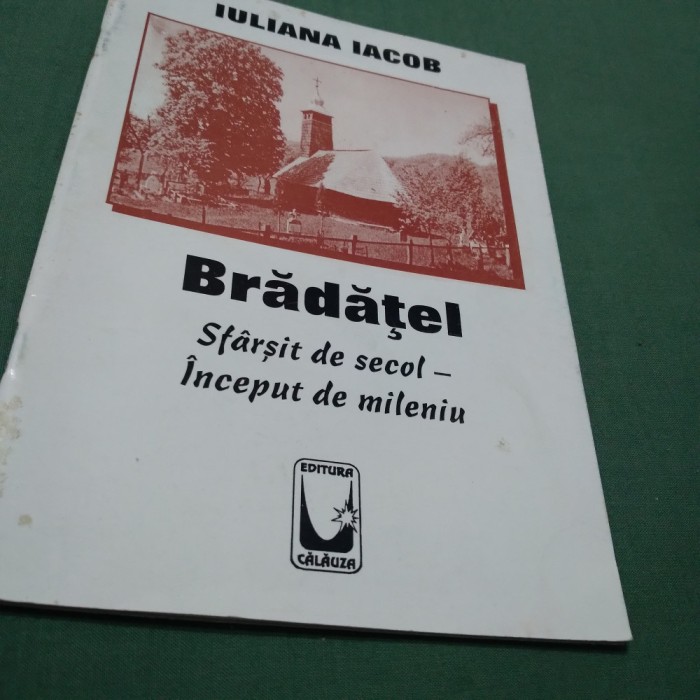 IULIANA IACOB
Brădăţel
Sfârşit de secol –
Început de mileniu
EDITURA
CĂLĂUZA